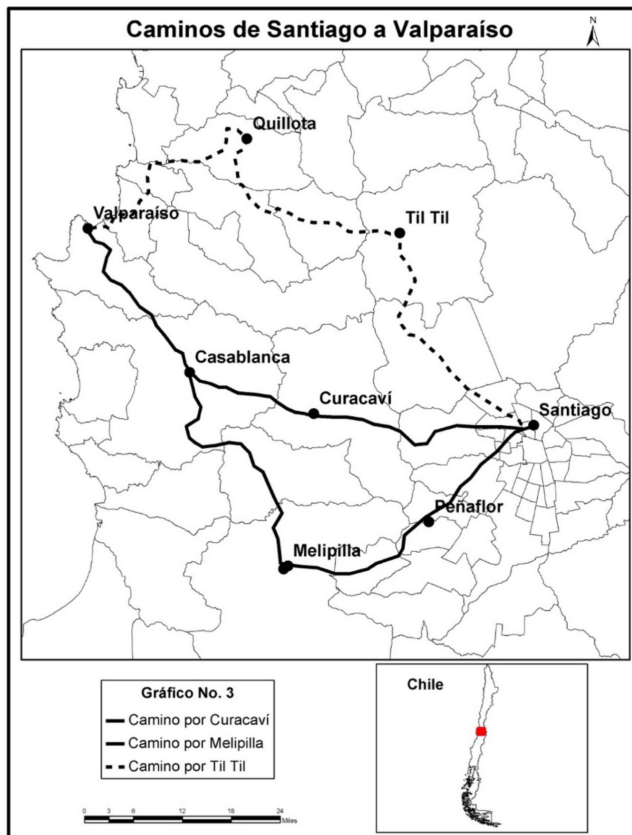 Caminos de Santiago a Valparaíso
N
Quillota
Valparaíso
Til Til
Casablanca
Curacaví
Santiago
Peñaflor
Melipilla
Gráfico No. 3
Camino por Curacaví
Camino por Melipilla
Camino por Til Til
Chile
0 3 6 12 18 24
Miles